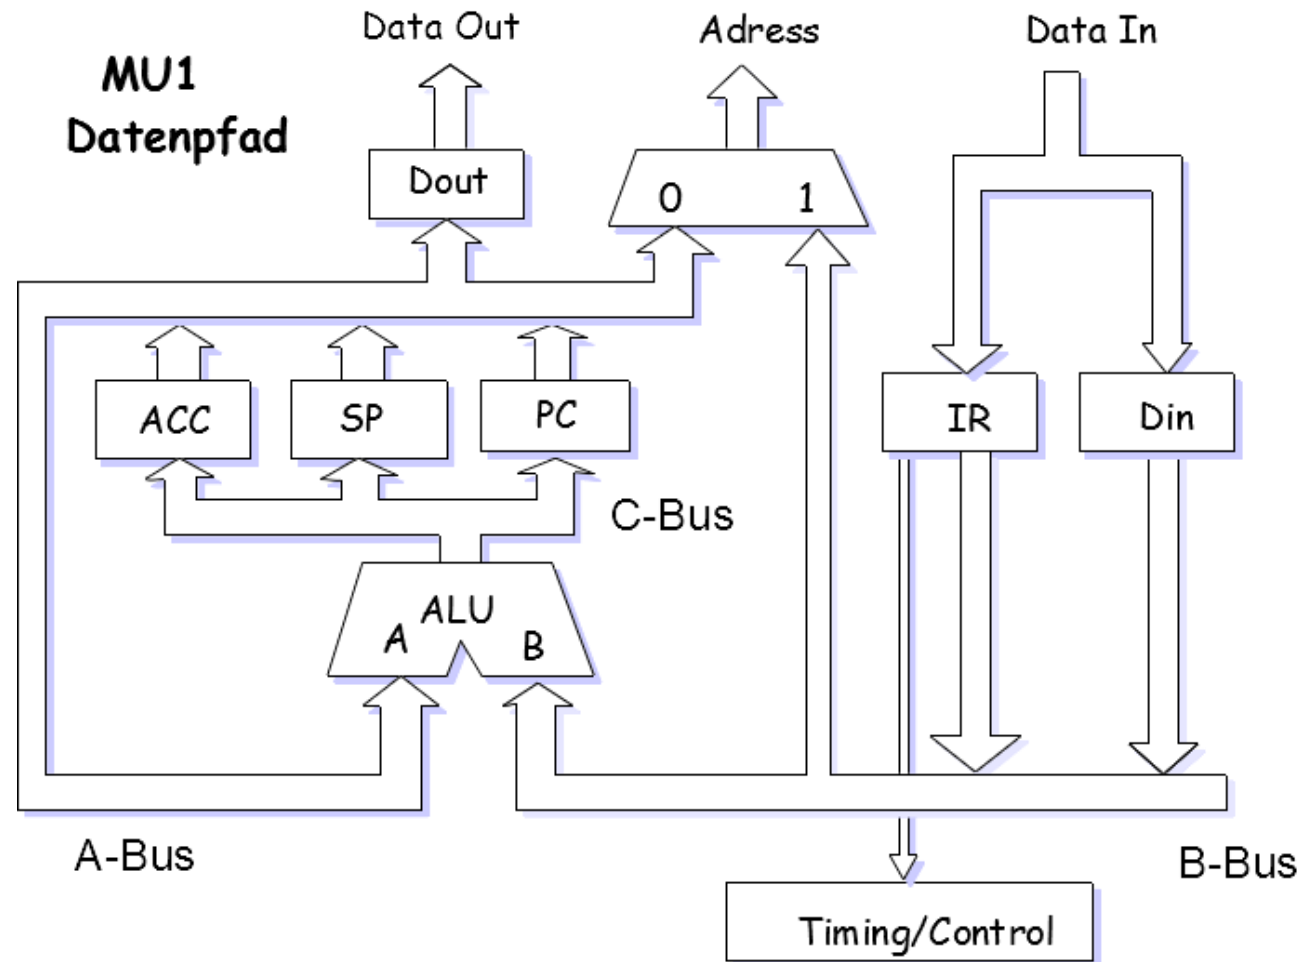 Data Out
Adress
Data In
MU1
Datenpfad
Dout
0
1
ACC
SP
PC
IR
Din
C-Bus
ALU
A
B
A-Bus
B-Bus
Timing/Control